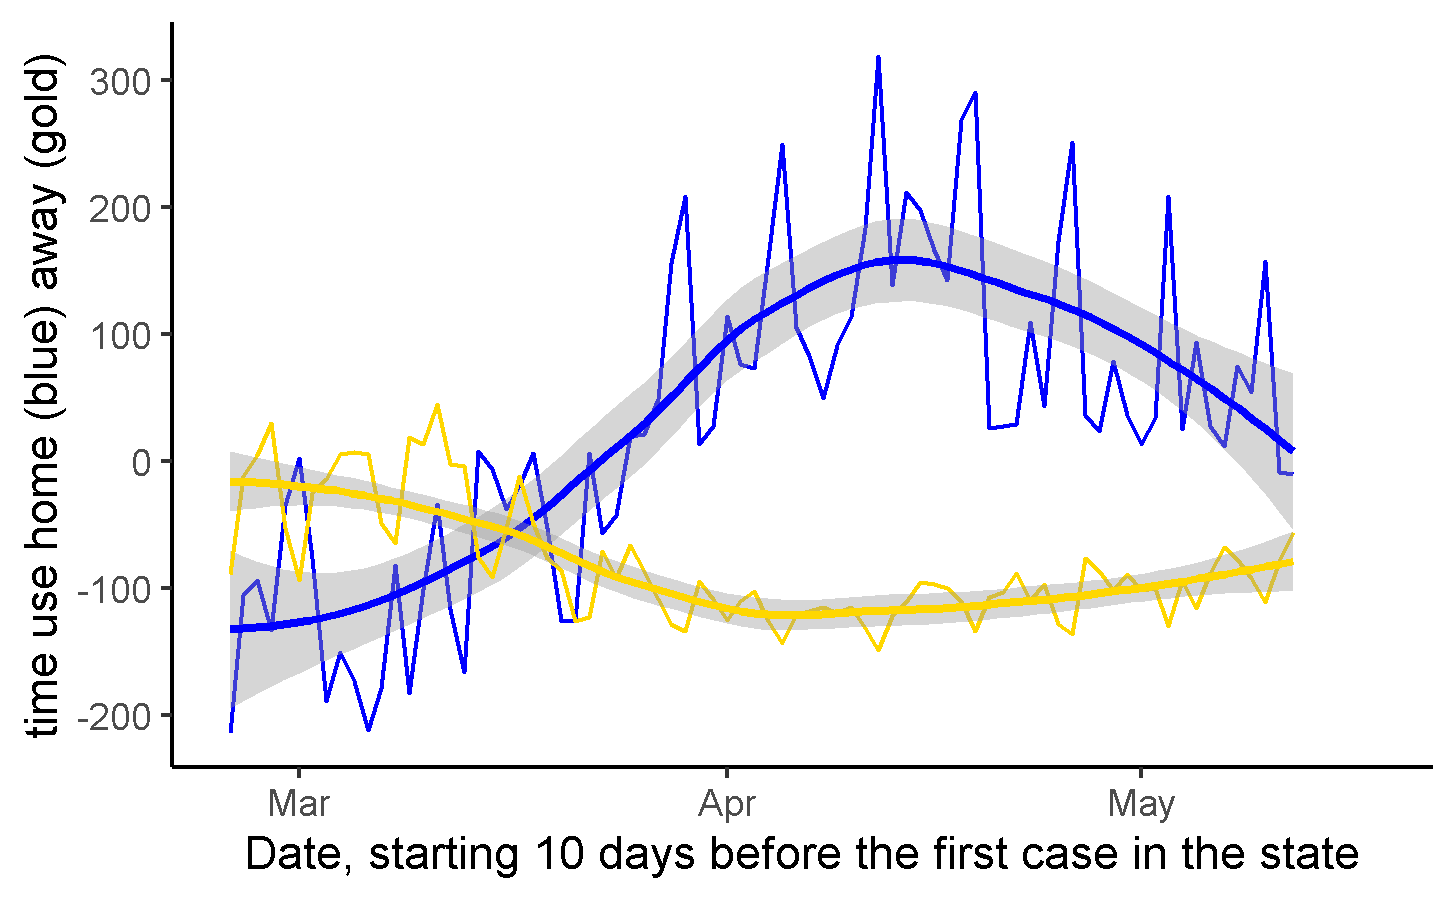 time use home (blue) away (gold)
300
200
100
0
-100
-200
Mar Apr May
Date, starting 10 days before the first case in the state